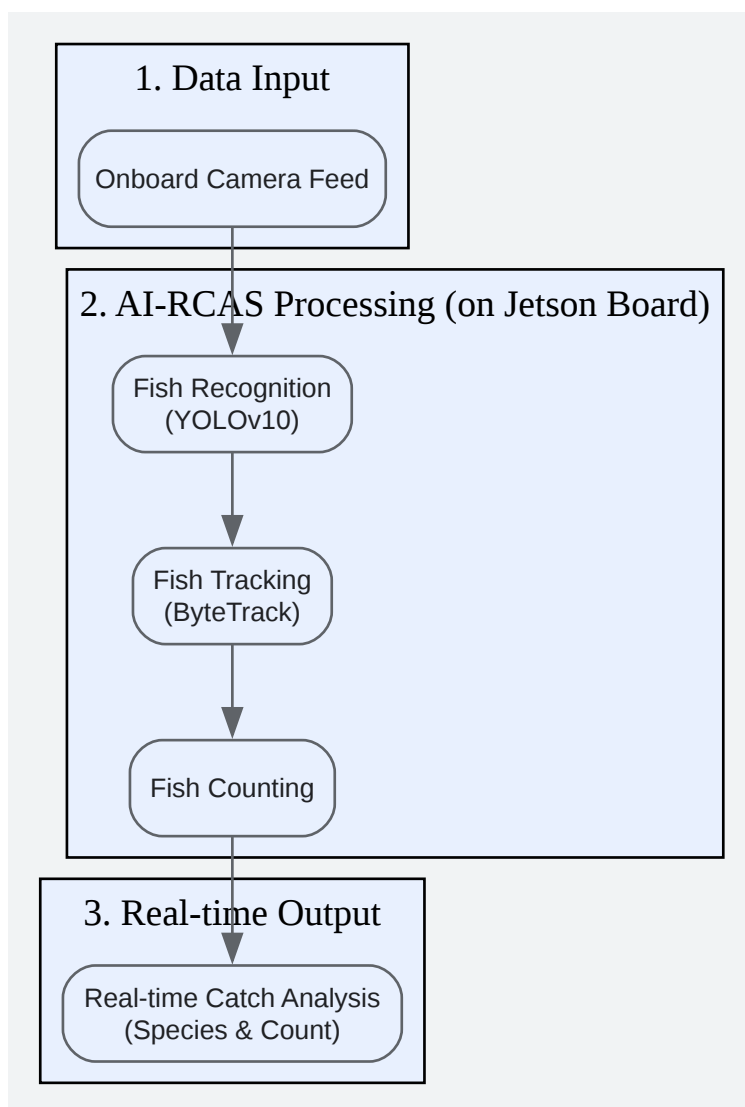 1. Data Input
Onboard Camera Feed
2. AI-RCAS Processing (on Jetson Board)
Fish Recognition
(YOLOv10)
Fish Tracking
(ByteTrack)
Fish Counting
3. Real-time Output
Real-time Catch Analysis
(Species & Count)